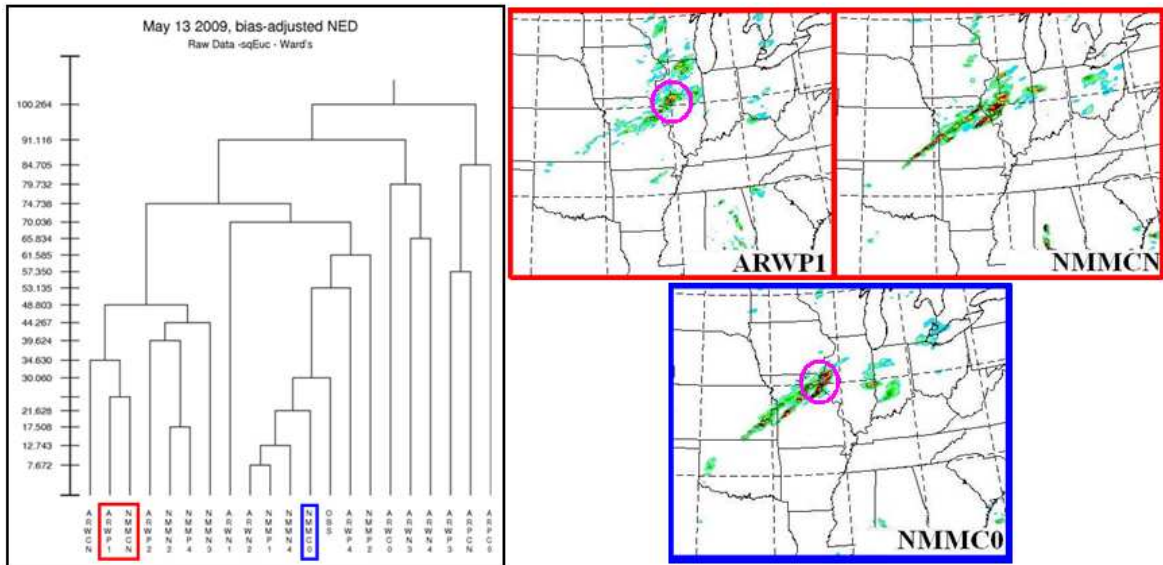 May 13 2009, bias-adjusted NED
Raw Data -sqEuc - Ward's
100.264
91.116
84.705
79.732
74.738
70.036
65.834
61.585
57.350
53.135
48.803
44.267
39.624
34.630
30.060
21.628
17.508
12.743
7.672
ARWCN
ARWP1
NMMCN
ARWP2
NMMN2
NMMP4
NMMN3
ARWN1
ARWN2
NMMP1
NMMN4
NMMC0
OBS
ARWP4
NMMP2
ARWC0
ARWN3
ARWN4
ARWP3
ARPCN
ARPC0
ARWP1
NMMCN
NMMC0